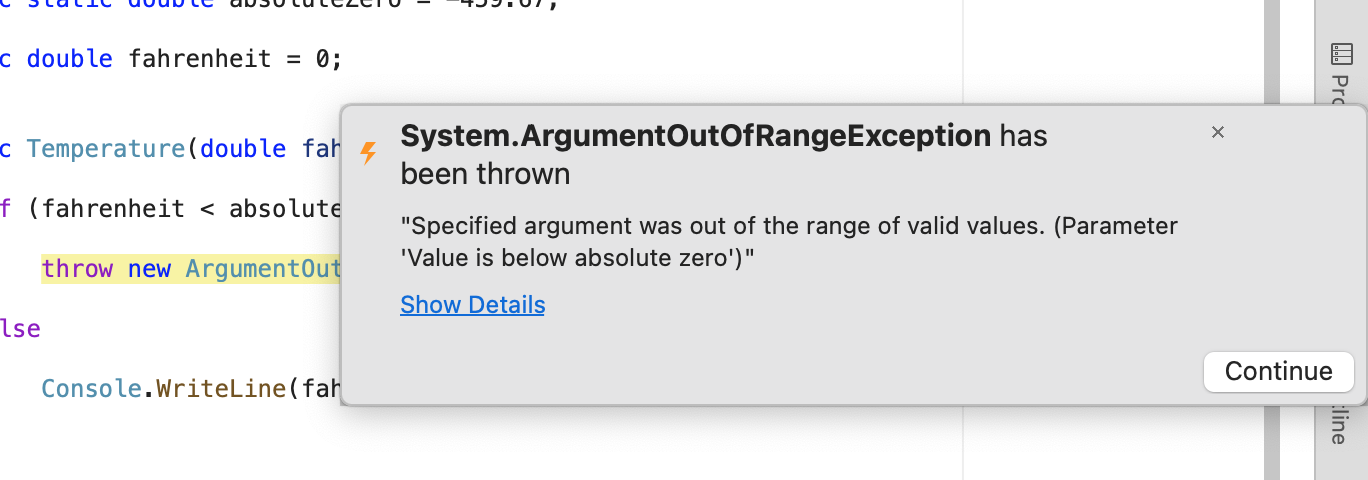 c static double absoluteZero = -459.67;
c double fahrenheit = 0;
c Temperature(double fah
f (fahrenheit < absolute
throw new ArgumentOut
lse
Console.WriteLine(fah
System.ArgumentOutOfRangeException has
been thrown
"Specified argument was out of the range of valid values. (Parameter
'Value is below absolute zero')"
Show Details
Continue
Pro
line